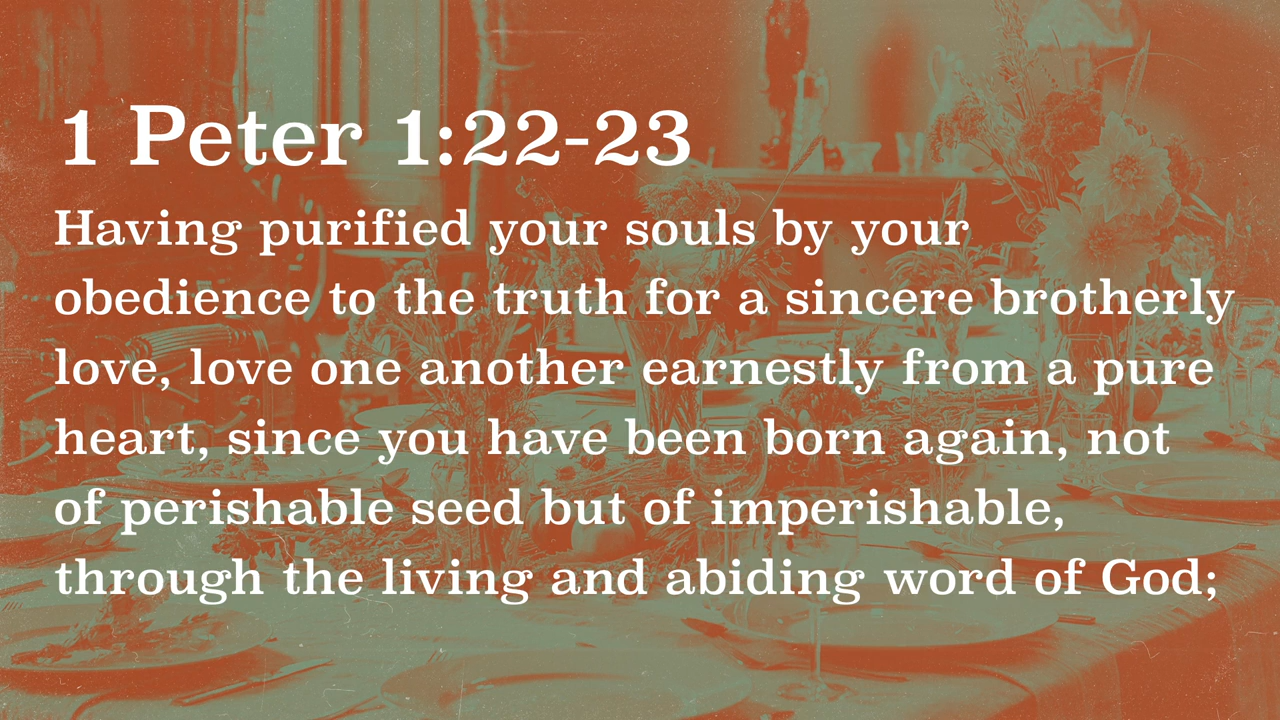 1 Peter 1:22-23
Having purified your souls by your
obedience to the truth for a sincere brotherly
love, love one another earnestly from a pure
heart, since you have been born again, not
of perishable seed but of imperishable,
through the living and abiding word of God;